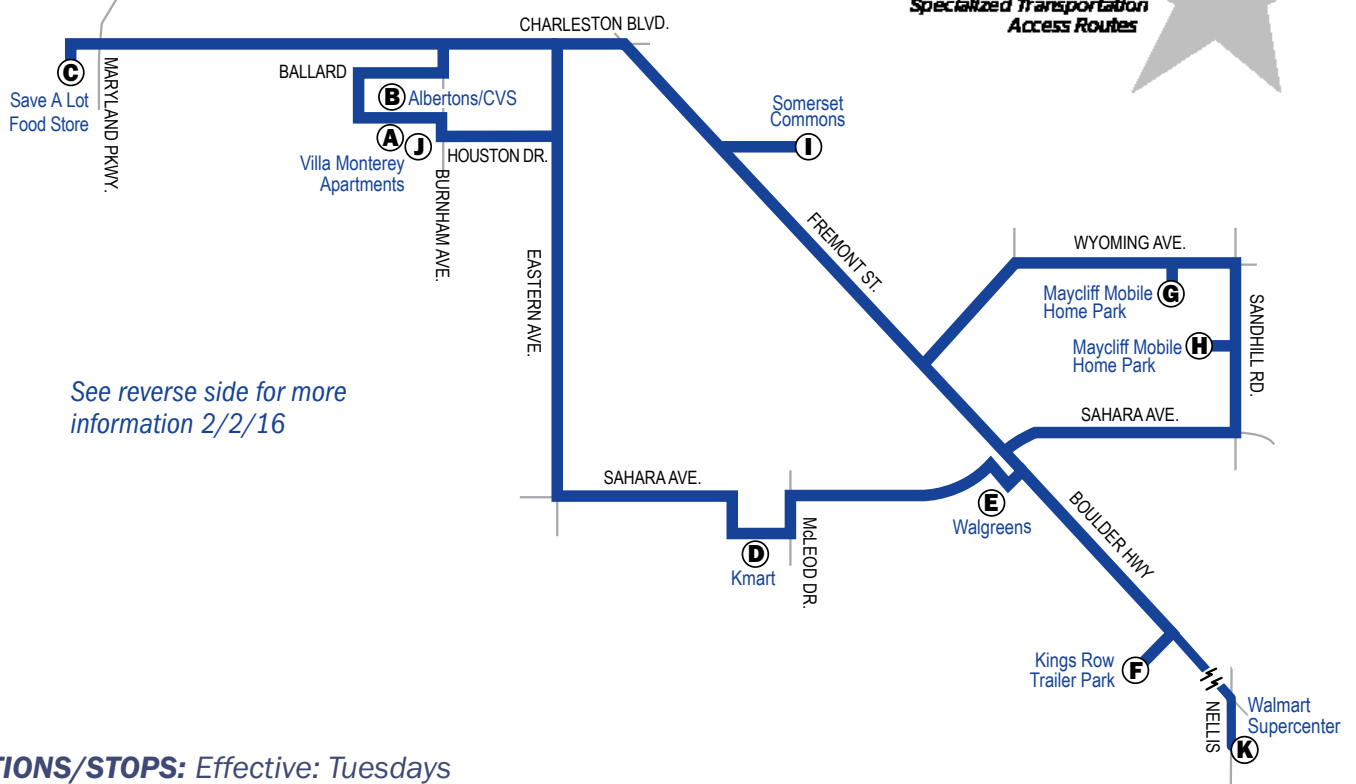 Specialized Transportation
Access Routes
CHARLESTON BLVD.
C
Save A Lot
Food Store
MARYLAND PKWY.
BALLARD
B
Albertons/CVS
A
J
Villa Monterey
Apartments
HOUSTON DR.
BURNHAM AVE.
EASTERN AVE.
Somerset
Commons
I
FREMONT ST.
WYOMING AVE.
Maycliff Mobile
Home Park
G
Maycliff Mobile
Home Park
H
SANDHILL RD.
SAHARA AVE.
See reverse side for more
information 2/2/16
SAHARA AVE.
D
Kmart
McLEOD DR.
E
Walgreens
BOULDER HWY
Kings Row
Trailer Park
F
NELLIS
Walmart
Supercenter
K
TIONS/STOPS: Effective: Tuesdays